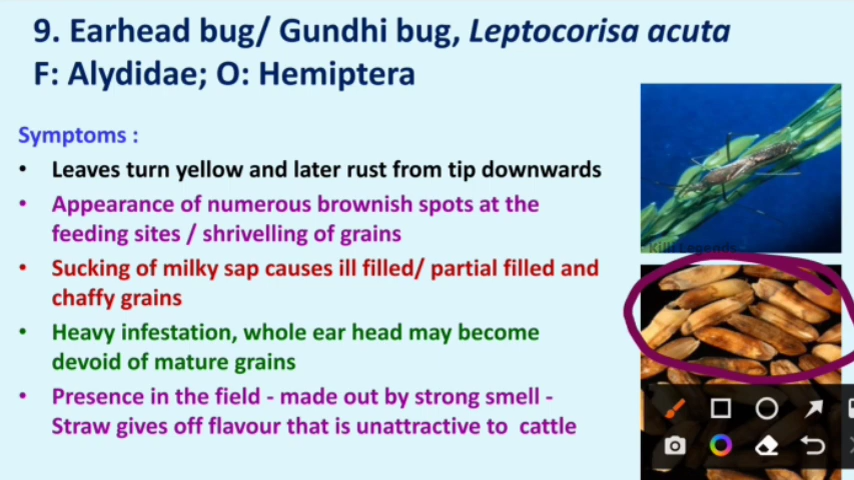 9. Earhead bug/ Gundhi bug, Leptocorisa acuta
F: Alydidae; O: Hemiptera
Symptoms :
• Leaves turn yellow and later rust from tip downwards
• Appearance of numerous brownish spots at the
feeding sites / shrivelling of grains
• Sucking of milky sap causes ill filled/ partial filled and
chaffy grains
• Heavy infestation, whole ear head may become
devoid of mature grains
• Presence in the field - made out by strong smell -
Straw gives off flavour that is unattractive to cattle
Killi Legends